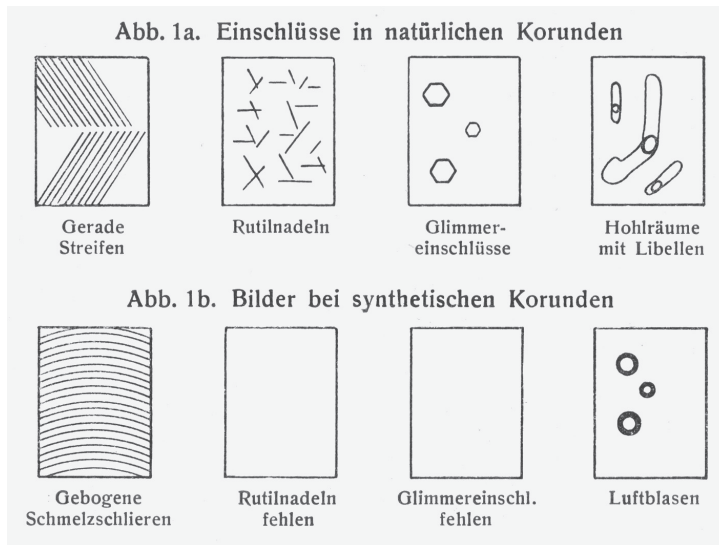 Abb. 1a. Einschlüsse in natürlichen Korunden
Gerade
Streifen
Rutilnadeln
Glimmer-
einschlüsse
Hohlräume
mit Libellen
Abb. 1b. Bilder bei synthetischen Korunden
Gebogene
Schmelzschlieren
Rutilnadeln
fehlen
Glimmereinschl.
fehlen
Luftblasen